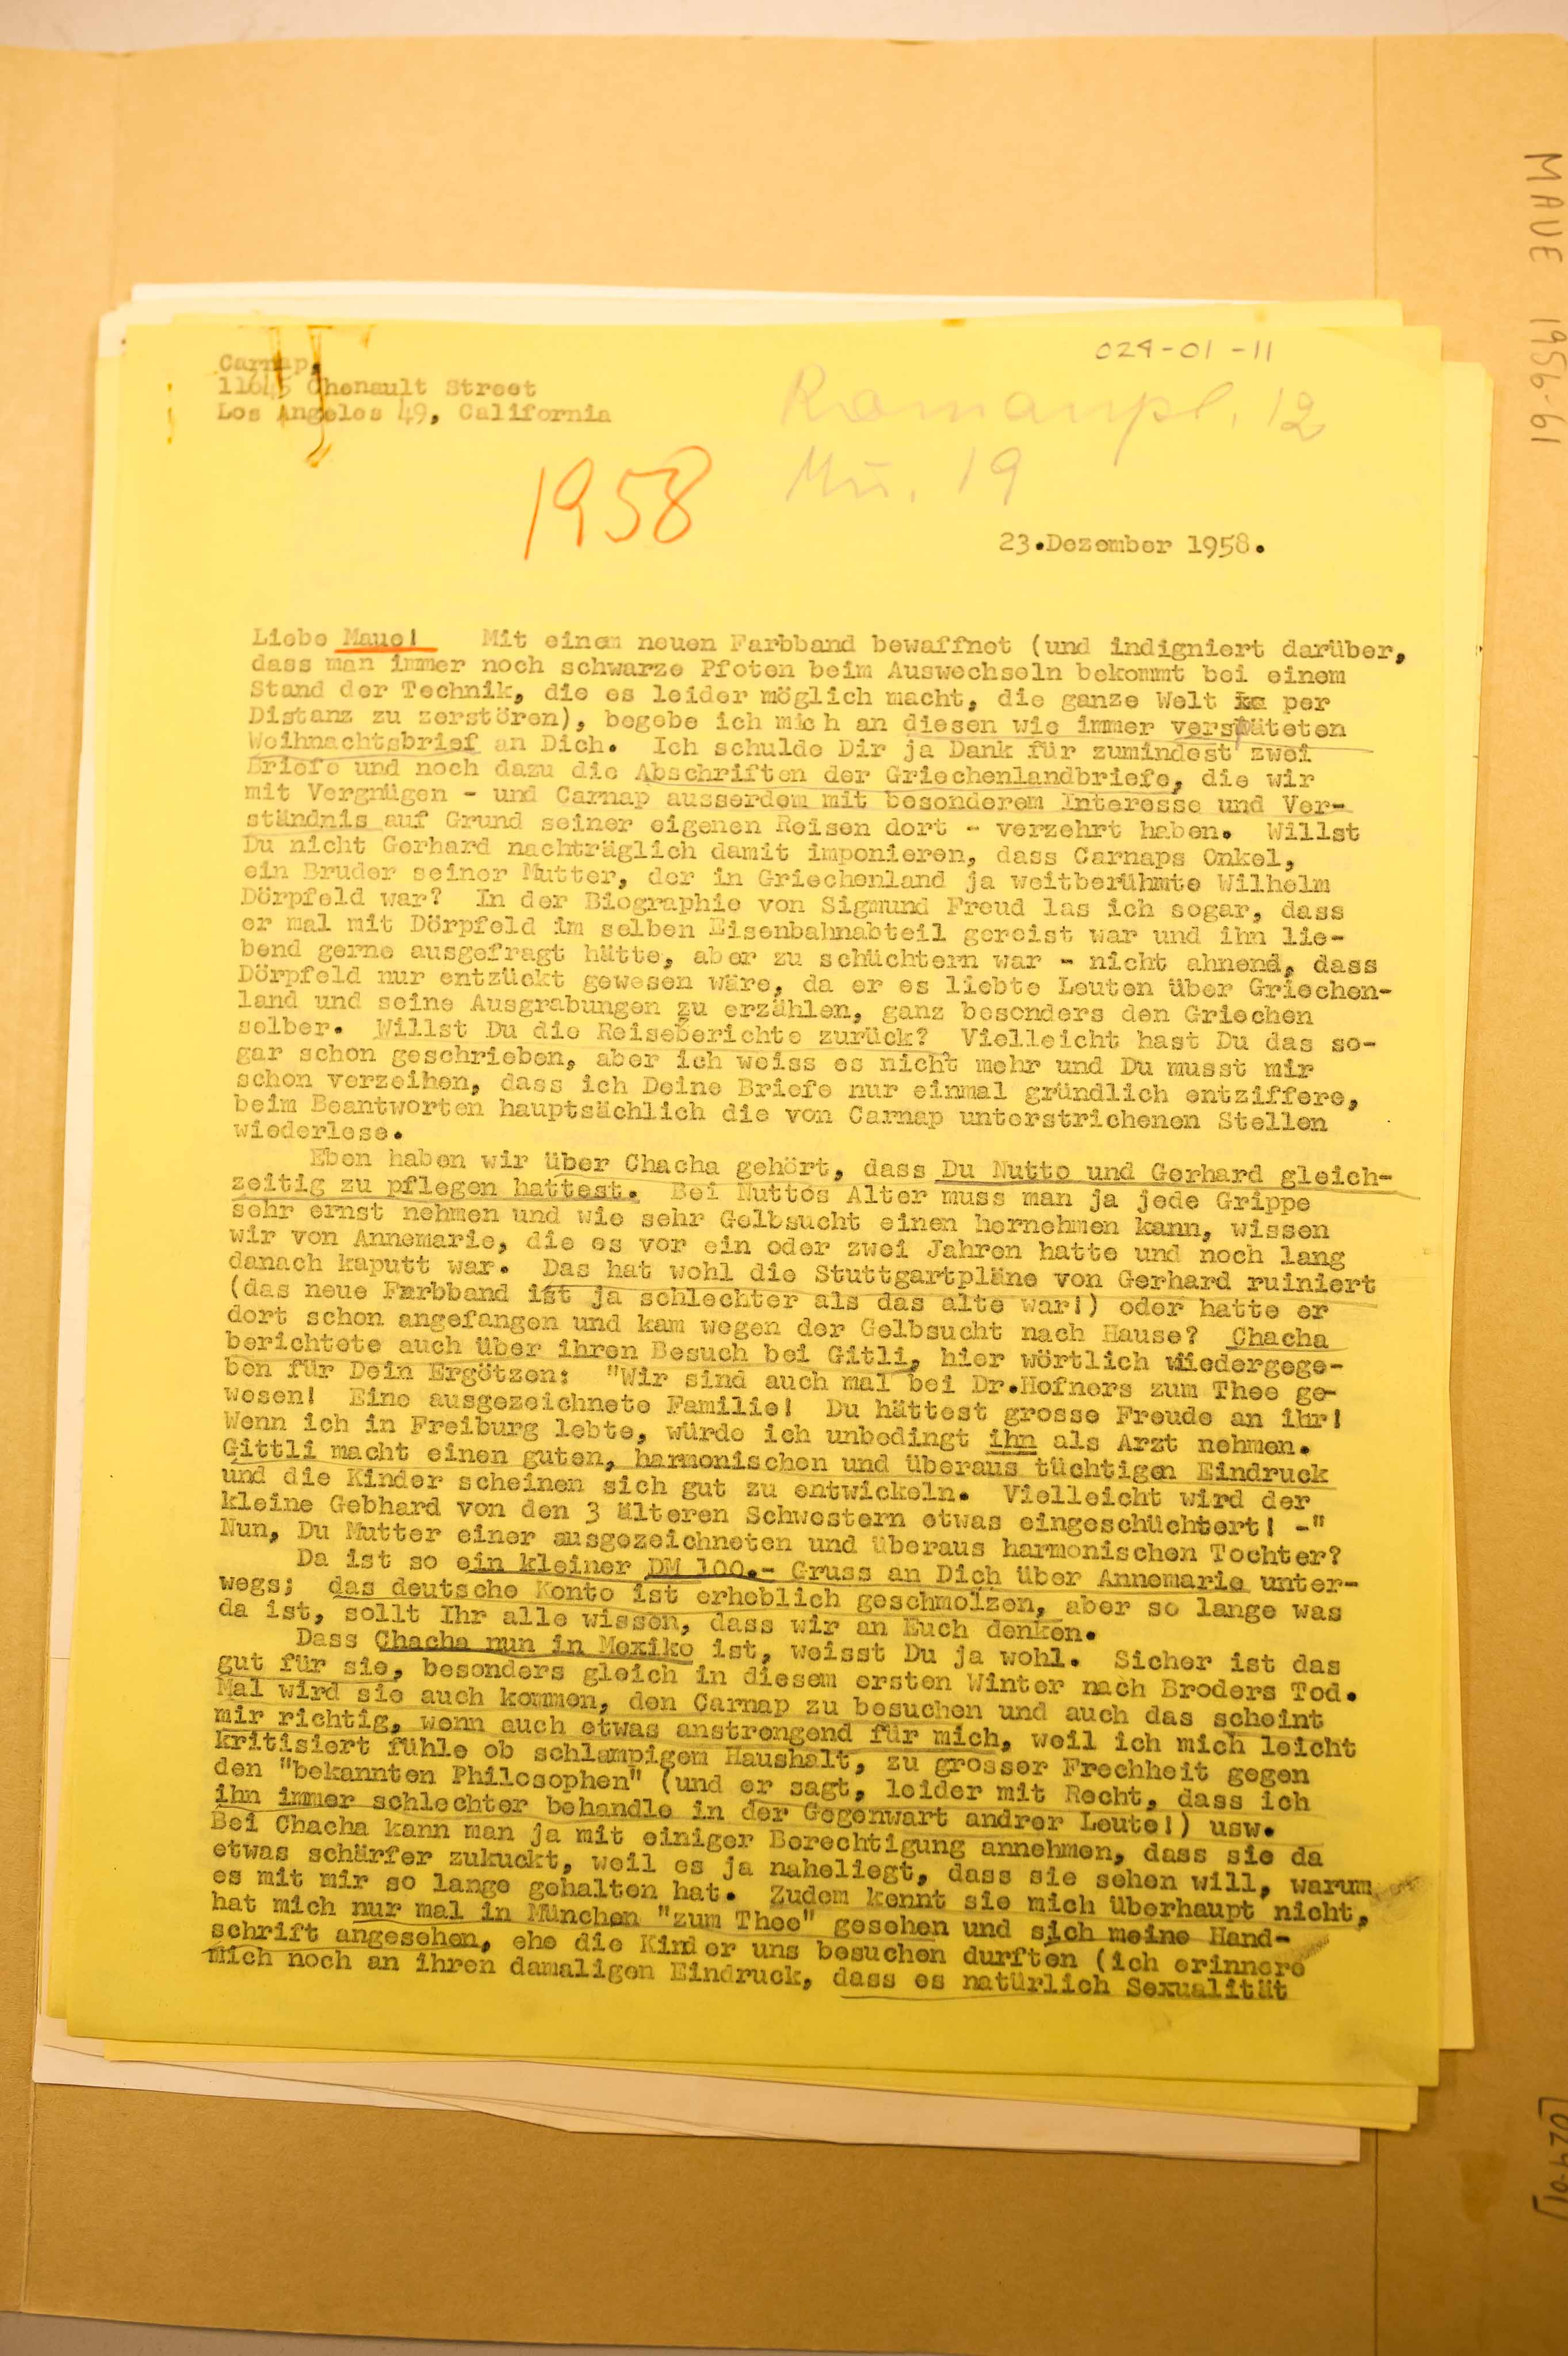 MAUE 1956-61
024-01-11
Carnap,
11645 Chenault Street
Los Angeles 49, California
Romanpl. 12
Mü. 19
1958
23.Dezember 1958.
Liebe Maue! Mit einem neuen Farbband bewaffnet (und indigniert darüber,
dass man immer noch schwarze Pfoten beim Auswechseln bekommt bei einem
Stand der Technik, die es leider möglich macht, die ganze Welt per
Distanz zu zerstören), begebe ich mich an diesen wie immer verspäteten
Weihnachtsbrief an Dich. Ich schulde Dir ja Dank für zumindest zwei
Briefe und noch dazu die Abschriften der Griechenlandbriefe, die wir
mit Vergnügen - und Carnap ausserdem mit besonderem Interesse und Ver-
ständnis auf Grund seiner eigenen Reisen dort - verzehrt haben. Willst
Du nicht Gerhard nachträglich damit imponieren, dass Carnaps Onkel,
ein Bruder seiner Mutter, der in Griechenland ja weitberühmte Wilhelm
Dörpfeld war? In der Biographie von Sigmund Freud las ich sogar, dass
er mal mit Dörpfeld im selben Eisenbahnabteil gereist war und ihn lie-
bend gerne ausgefragt hätte, aber zu schüchtern war - nicht ahnend, dass
Dörpfeld nur entzückt gewesen wäre, da er es liebte Leuten über Griechen-
land und seine Ausgrabungen zu erzählen, ganz besonders den Griechen
selber. Willst Du die Reiseberichte zurück? Vielleicht hast Du das so-
gar schon geschrieben, aber ich weiss es nicht mehr und Du musst mir
schon verzeihen, dass ich Deine Briefe nur einmal gründlich entziffere,
beim Beantworten hauptsächlich die von Carnap unterstrichenen Stellen
wiederlese.
Eben haben wir über Chacha gehört, dass Du Nutto und Gerhard gleich-
zeitig zu pflegen hattest. Bei Nuttos Alter muss man ja jede Grippe
sehr ernst nehmen und wie sehr Gelbsucht einen hernehmen kann, wissen
wir von Annemarie, die es vor ein oder zwei Jahren hatte und noch lang
danach kaputt war. Das hat wohl die Stuttgartpläne von Gerhard ruiniert
(das neue Farbband ist ja schlechter als das alte war!) oder hatte er
dort schon angefangen und kam wegen der Gelbsucht nach Hause? Chacha
berichtete auch über ihren Besuch bei Gitli, hier wörtlich wiedergege-
ben für Dein Ergötzen: "Wir sind auch mal bei Dr.Hofners zum Thee ge-
wesen! Eine ausgezeichnete Familie! Du hättest grosse Freude an ihr!
Wenn ich in Freiburg lebte, würde ich unbedingt ihn als Arzt nehmen.
Gittli macht einen guten, harmonischen und überaus tüchtigen Eindruck
und die Kinder scheinen sich gut zu entwickeln. Vielleicht wird der
kleine Gebhard von den 3 älteren Schwestern etwas eingeschüchtert! -"
Nun, Du Mutter einer ausgezeichneten und überaus harmonischen Tochter?
Da ist so ein kleiner DM 100.- Gruss an Dich über Annemarie unter-
wegs; das deutsche Konto ist erheblich geschmolzen, aber so lange was
da ist, sollt Ihr alle wissen, dass wir an Euch denken.
Dass Chacha nun in Mexiko ist, weisst Du ja wohl. Sicher ist das
gut für sie, besonders gleich in diesem ersten Winter nach Broders Tod.
Mal wird sie auch kommen, den Carnap zu besuchen und auch das scheint
mir richtig, wenn auch etwas anstrengend für mich, weil ich mich leicht
kritisiert fühle ob schlampigem Haushalt, zu grosser Frechheit gegen
den "bekannten Philosophen" (und er sagt, leider mit Recht, dass ich
ihn immer schlechter behandle in der Gegenwart andrer Leute!) usw.
Bei Chacha kann man ja mit einiger Berechtigung annehmen, dass sie da
etwas schärfer zukuckt, weil es ja naheliegt, dass sie sehen will, warum
es mit mir so lange gehalten hat. Zudem kennt sie mich überhaupt nicht,
hat mich nur mal in München "zum Thee" gesehen und sich meine Hand-
schrift angesehen, ehe die Kinder uns besuchen durften (ich erinnere
mich noch an ihren damaligen Eindruck, dass es natürlich Sexualität